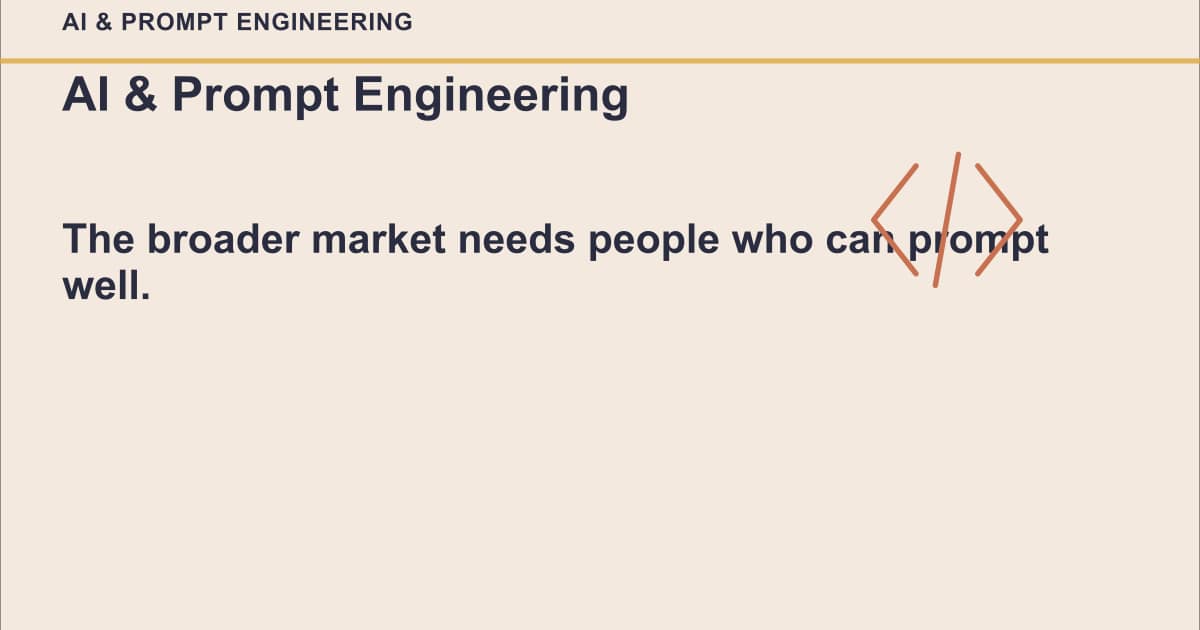 AI & PROMPT ENGINEERING
AI & Prompt Engineering
The broader market needs people who can prompt
well.